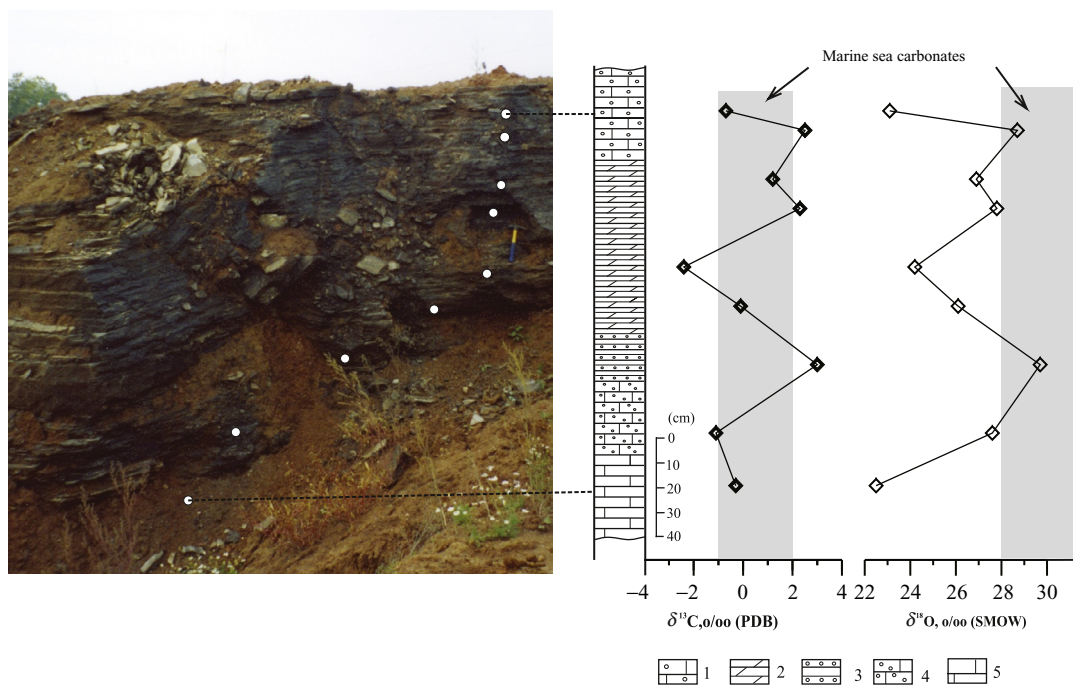 Marine sea carbonates
(cm)
0
10
20
30
40
−4 −2 0 2 4 22 24 26 28 30
δ¹³C,o/oo (PDB) δ¹⁸O, o/oo (SMOW)
1 2 3 4 5